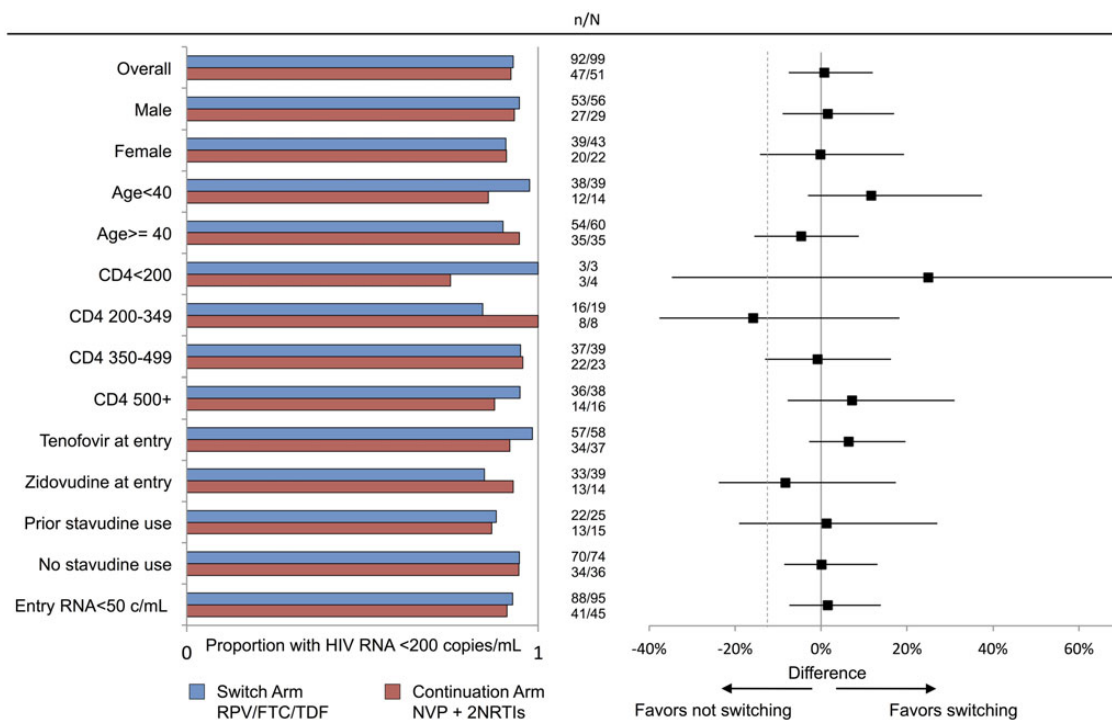 n/N
Overall 92/99
47/51
Male 53/56
27/29
Female 39/43
20/22
Age<40 38/39
12/14
Age>= 40 54/60
35/35
CD4<200 3/3
3/4
CD4 200-349 16/19
8/8
CD4 350-499 37/39
22/23
CD4 500+ 36/38
14/16
Tenofovir at entry 57/58
34/37
Zidovudine at entry 33/39
13/14
Prior stavudine use 22/25
13/15
No stavudine use 70/74
34/36
Entry RNA<50 c/mL 88/95
41/45
0 Proportion with HIV RNA <200 copies/mL 1
-40% -20% 0% 20% 40% 60%
Difference
Switch Arm
RPV/FTC/TDF
Continuation Arm
NVP + 2NRTIs
Favors not switching Favors switching